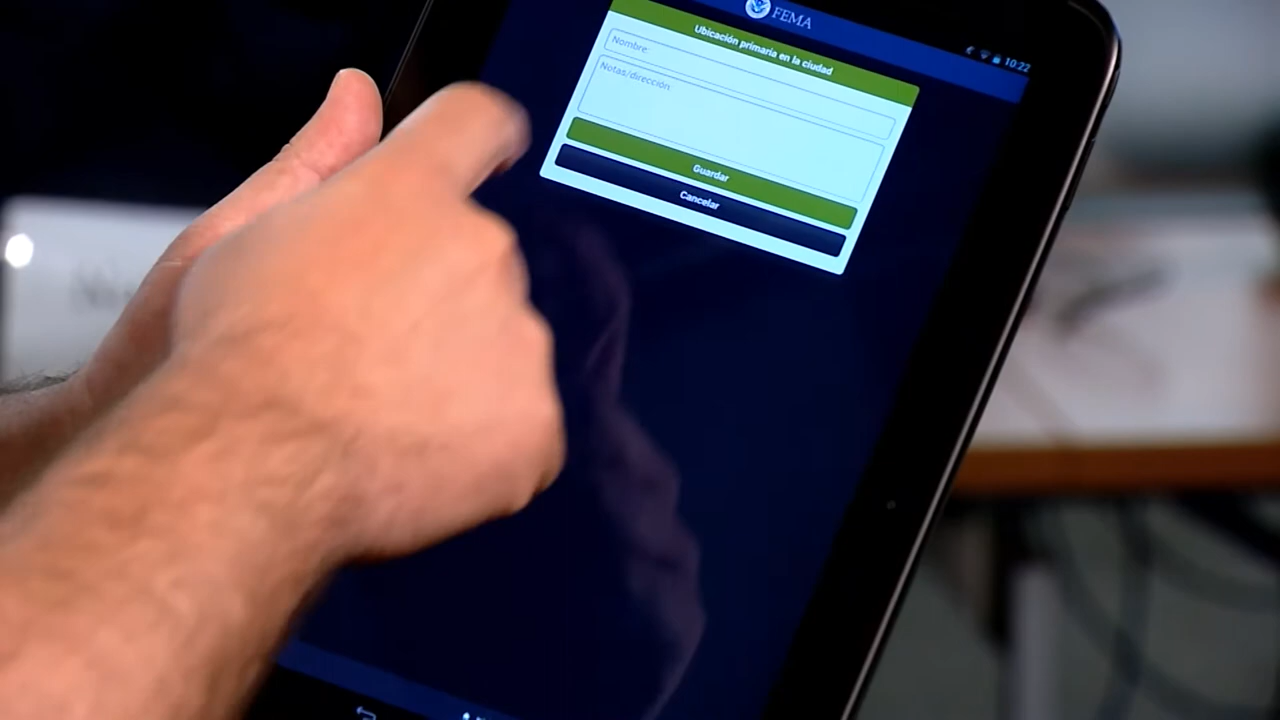 FEMA
10:22
Ubicación primaria en la ciudad
Nombre:
Notas/dirección
Guardar
Cancelar